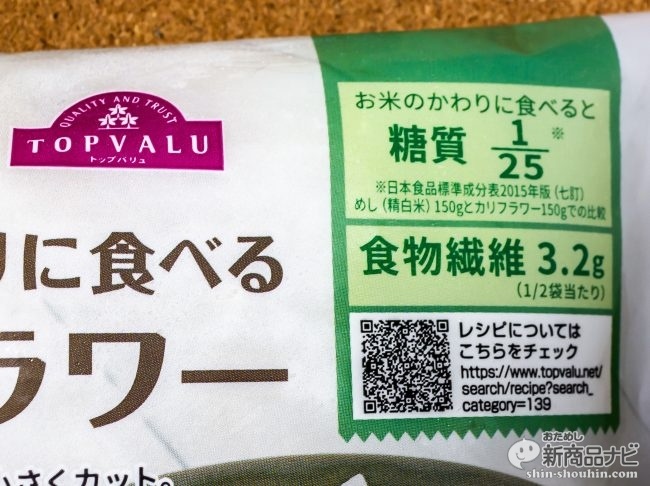 QUALITY AND TRUST
TOPVALU
トップバリュ
お米のかわりに食べると
糖質 1/25 ※
※日本食品標準成分表2015年版(七訂)
めし(精白米)150gとカリフラワー150gでの比較
食物繊維 3.2g
(1/2袋当たり)
りに食べる
ラワー
レシピについては
こちらをチェック
https://www.topvalu.net/
search/recipe?search_
category=139
さくカット。
おためし
新商品ナビ
shin-shouhin.com